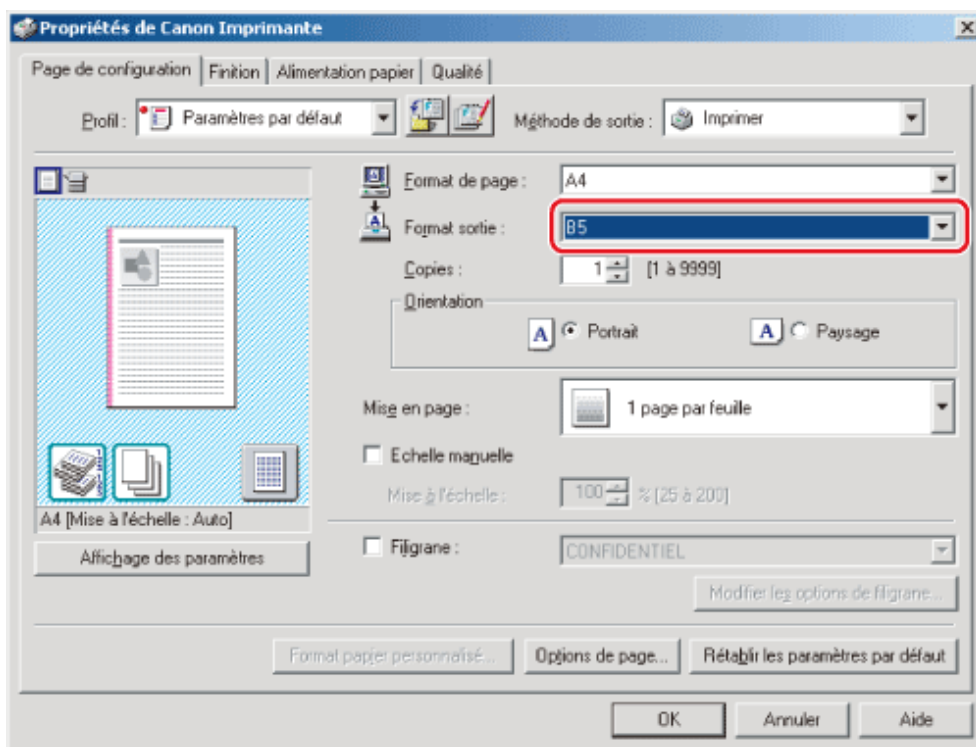 Propriétés de Canon Imprimante
Page de configuration Finition Alimentation papier Qualité
Profil : Paramètres par défaut Méthode de sortie : Imprimer
Format de page : A4
Format sortie : B5
Copies : 1 [1 à 9999]
Orientation
A Portrait A Paysage
Mise en page : 1 page par feuille
Echelle manuelle
Mise à l'échelle : 100 % [25 à 200]
A4 [Mise à l'échelle : Auto]
Affichage des paramètres
Filigrane : CONFIDENTIEL
Modifier les options de filigrane...
Format papier personnalisé... Options de page... Rétablir les paramètres par défaut
OK Annuler Aide